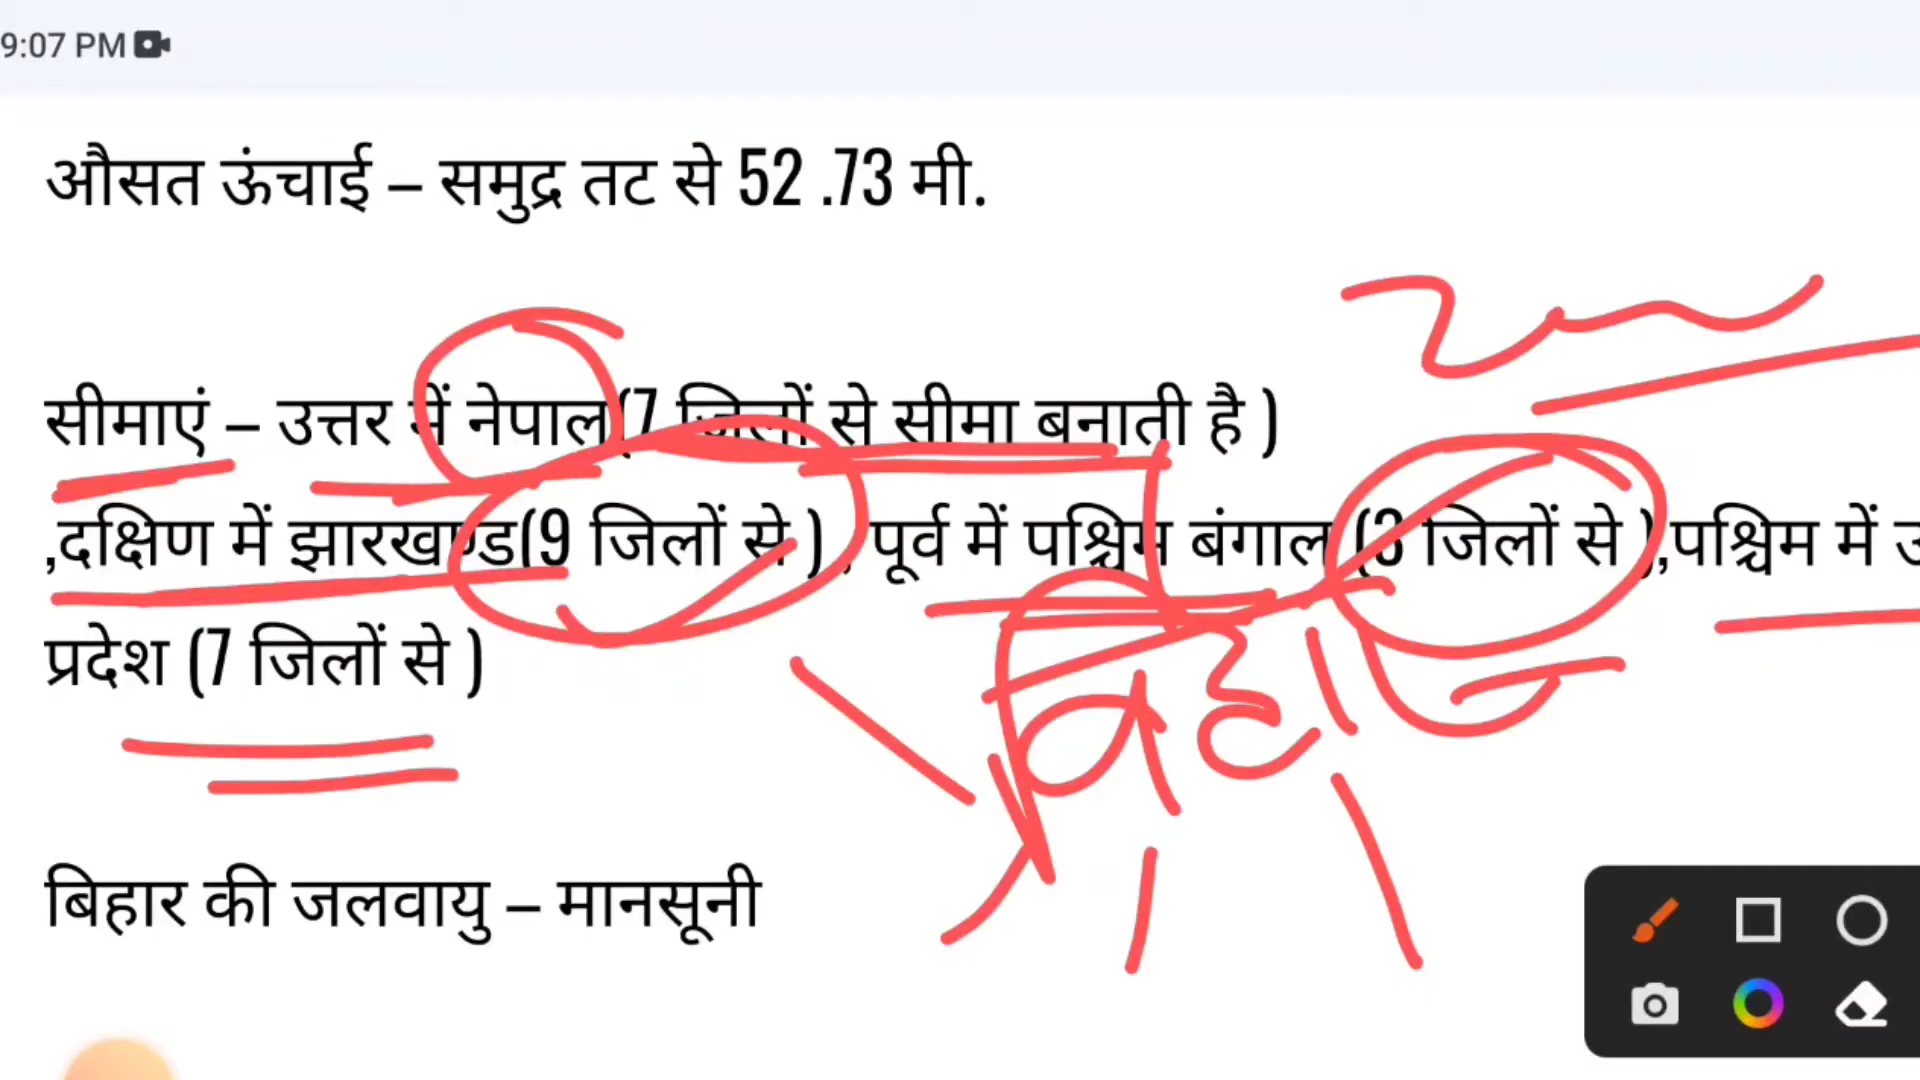 9:07 PM
औसत ऊंचाई – समुद्र तट से 52 .73 मी.
सीमाएं – उत्तर में नेपाल(7 जिलों से सीमा बनाती है )
,दक्षिण में झारखण्ड(9 जिलों से ), पूर्व में पश्चिम बंगाल (3 जिलों से ),पश्चिम में
प्रदेश (7 जिलों से )
बिहार की जलवायु – मानसूनी